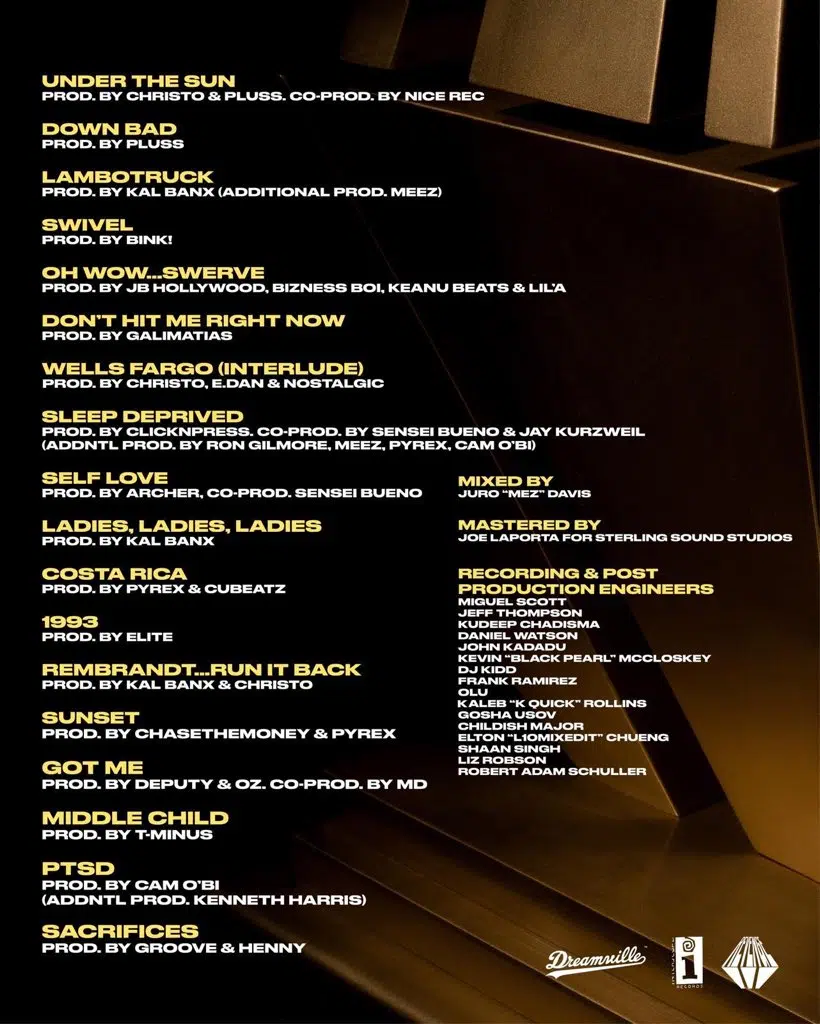 UNDER THE SUN
PROD. BY CHRISTO & PLUSS. CO-PROD. BY NICE REC
DOWN BAD
PROD. BY PLUSS
LAMBOTRUCK
PROD. BY KAL BANX (ADDITIONAL PROD. MEEZ)
SWIVEL
PROD. BY BINK!
OH WOW...SWERVE
PROD. BY JB HOLLYWOOD, BIZNESS BOI, KEANU BEATS & LIL'A
DON'T HIT ME RIGHT NOW
PROD. BY GALIMATIAS
WELLS FARGO (INTERLUDE)
PROD. BY CHRISTO, E.DAN & NOSTALGIC
SLEEP DEPRIVED
PROD. BY CLICKNPRESS. CO-PROD. BY SENSEI BUENO & JAY KURZWEIL
(ADDNTL PROD. BY RON GILMORE, MEEZ, PYREX, CAM O'BI)
SELF LOVE
PROD. BY ARCHER, CO-PROD. SENSEI BUENO
LADIES, LADIES, LADIES
PROD. BY KAL BANX
COSTA RICA
PROD. BY PYREX & CUBEATZ
1993
PROD. BY ELITE
REMBRANDT...RUN IT BACK
PROD. BY KAL BANX & CHRISTO
SUNSET
PROD. BY CHASETHEMONEY & PYREX
GOT ME
PROD. BY DEPUTY & OZ. CO-PROD. BY MD
MIDDLE CHILD
PROD. BY T-MINUS
PTSD
PROD. BY CAM O'BI
(ADDNTL PROD. KENNETH HARRIS)
SACRIFICES
PROD. BY GROOVE & HENNY
MIXED BY
JURO "MEZ" DAVIS
MASTERED BY
JOE LAPORTA FOR STERLING SOUND STUDIOS
RECORDING & POST
PRODUCTION ENGINEERS
MIGUEL SCOTT
JEFF THOMPSON
KUDEEP CHADISMA
DANIEL WATSON
JOHN KADADU
KEVIN "BLACK PEARL" MCCLOSKEY
DJ KIDD
FRANK RAMIREZ
OLU
KALEB "K QUICK" ROLLINS
GOSHA USOV
CHILDISH MAJOR
ELTON "L10MIXEDIT" CHUENG
SHAAN SINGH
LIZ ROBSON
ROBERT ADAM SCHULLER
Dreamville
i
RECORDS